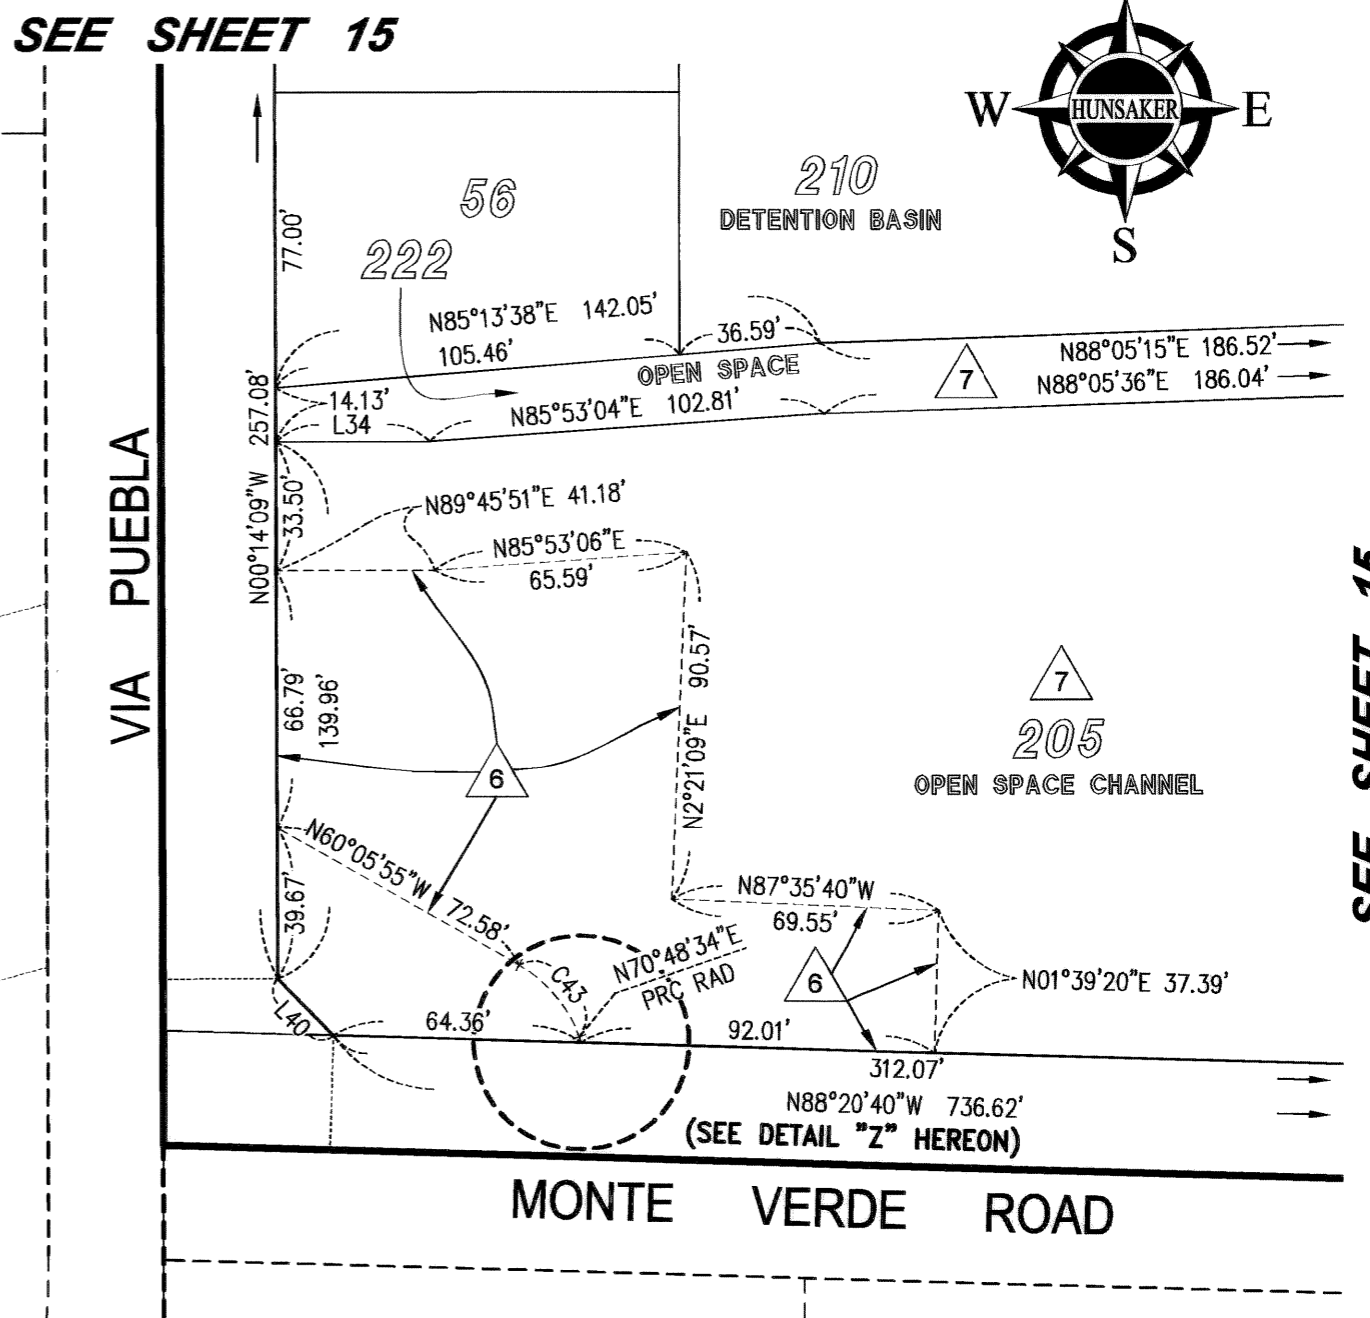 SEE SHEET 15
W
HUNSAKER
E
S
56
210
DETENTION BASIN
222
77.00'
N85°13'38"E 142.05'
105.46'
36.59'
OPEN SPACE
7
N88°05'15"E 186.52'
N88°05'36"E 186.04'
14.13'
L34
N85°53'04"E 102.81'
N00°14'09"W 257.08'
33.50'
N89°45'51"E 41.18'
N85°53'06"E
65.59'
VIA PUEBLA
66.79'
139.96'
6
N2°21'09"E 90.57'
7
205
OPEN SPACE CHANNEL
SEE SHEET 15
N60°05'55"W 72.58'
39.67'
N87°35'40"W
69.55'
N70°48'34"E
PRC RAD
C43
6
N01°39'20"E 37.39'
L40
64.36'
92.01'
312.07'
N88°20'40"W 736.62'
(SEE DETAIL "Z" HEREON)
MONTE VERDE ROAD